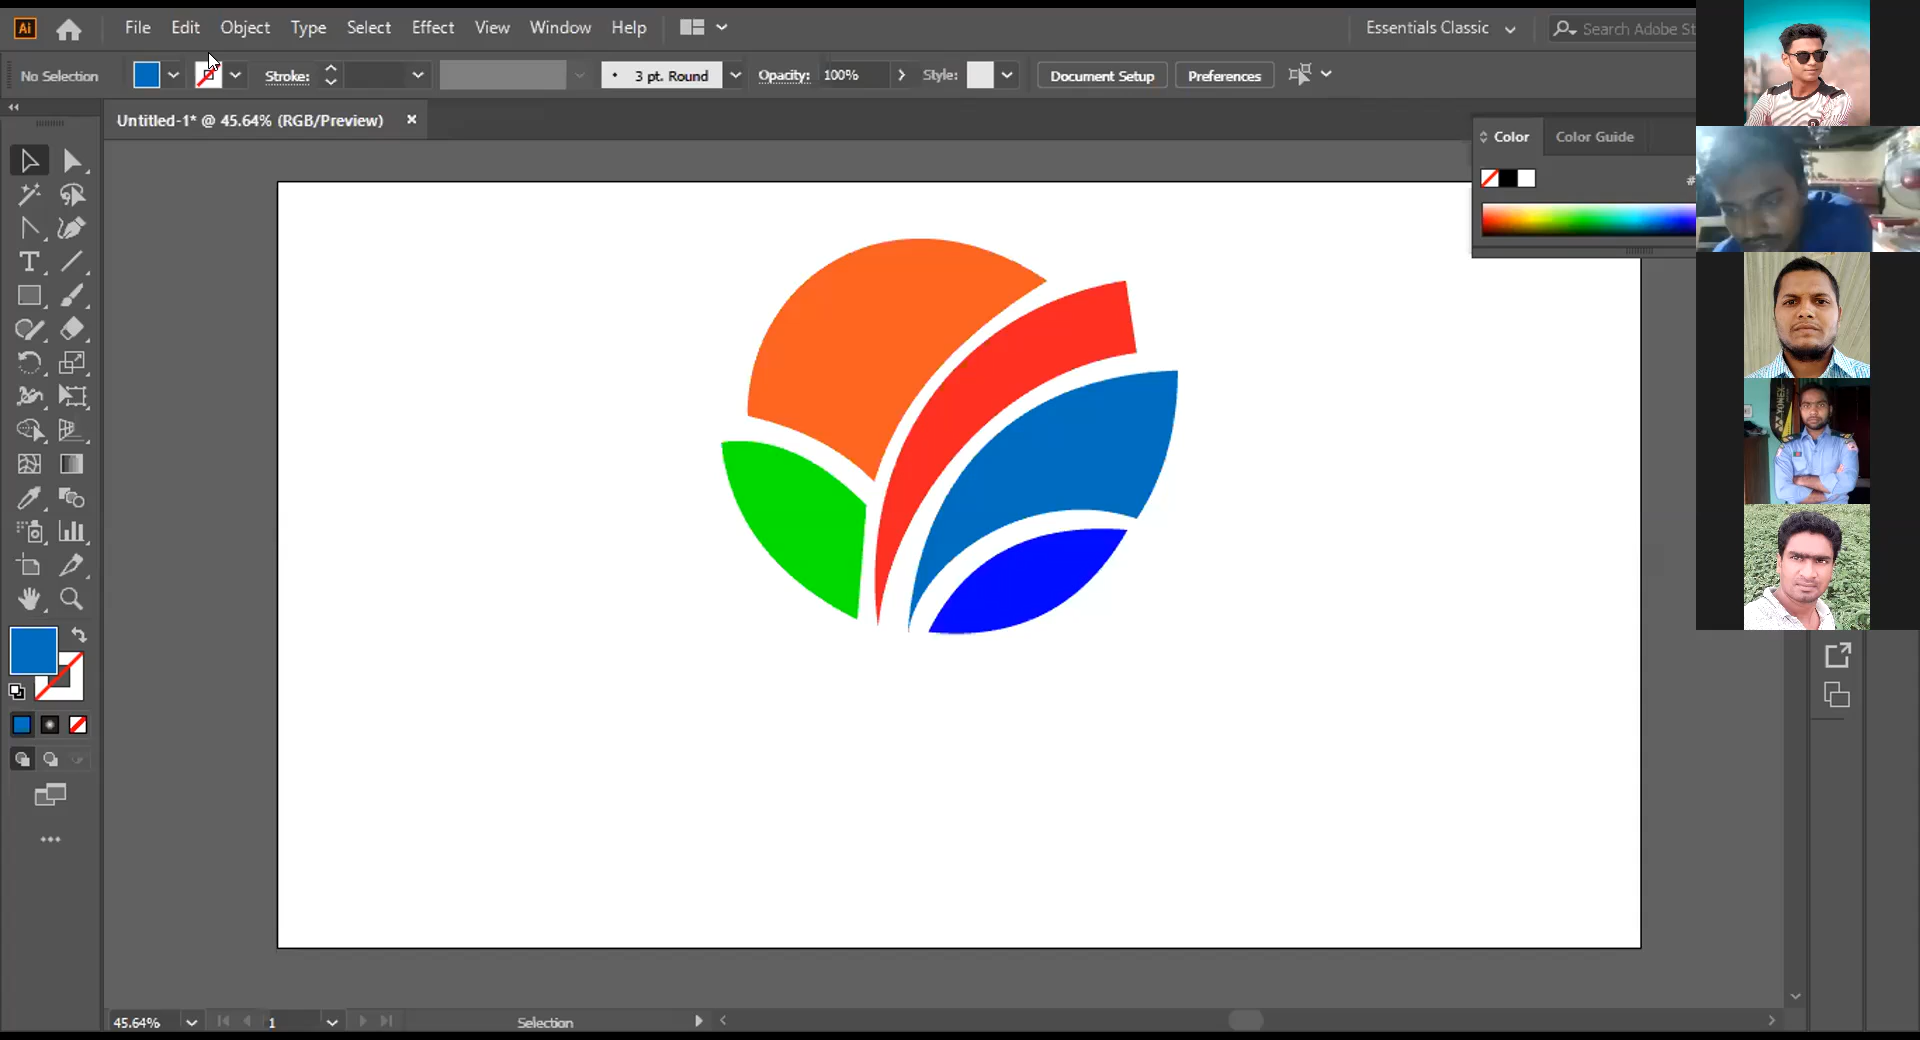 Ai File Edit Object Type Select Effect View Window Help Essentials Classic Search Adobe St
No Selection Stroke: 3 pt. Round Opacity: 100% Style: Document Setup Preferences
Untitled-1* @ 45.64% (RGB/Preview) ×
Color Color Guide
#
T
YONEX
45.64% 1 Selection